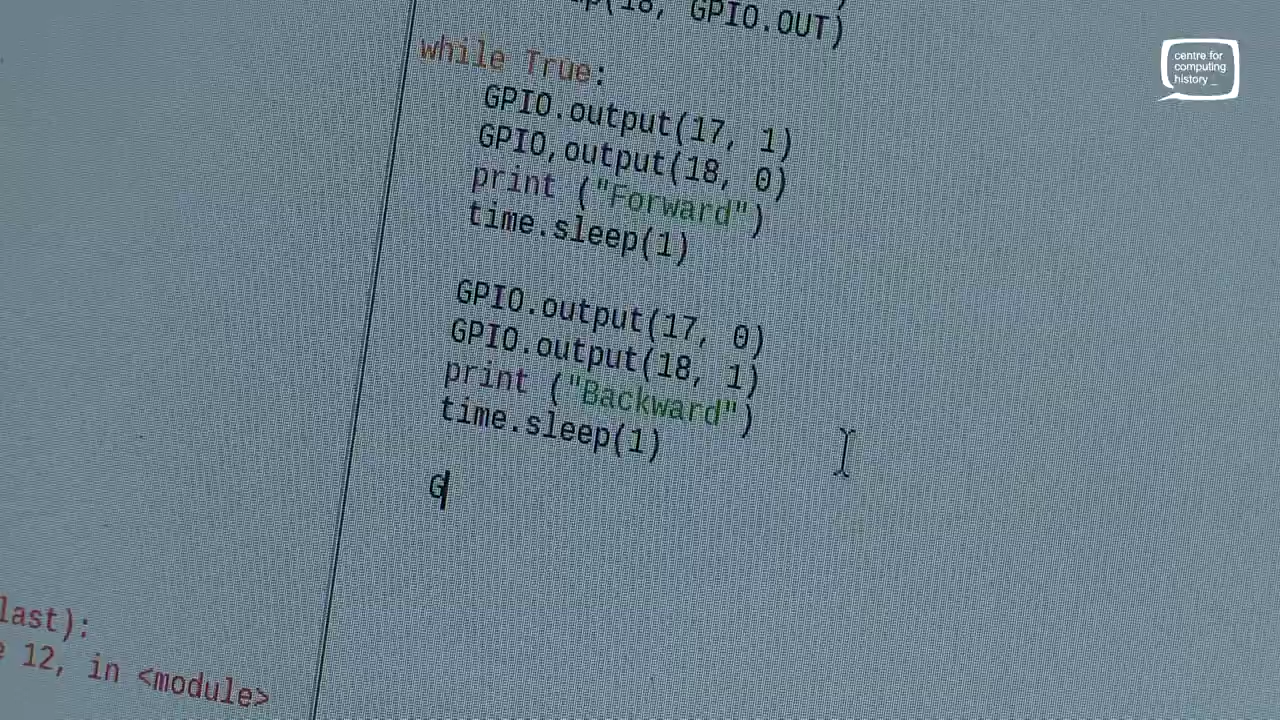 (18, GPIO.OUT)
while True:
GPIO.output(17, 1)
GPIO,output(18, 0)
print ("Forward")
time.sleep(1)
GPIO.output(17, 0)
GPIO.output(18, 1)
print ("Backward")
time.sleep(1)
G
last):
12, in <module>
centre for
computing
history _